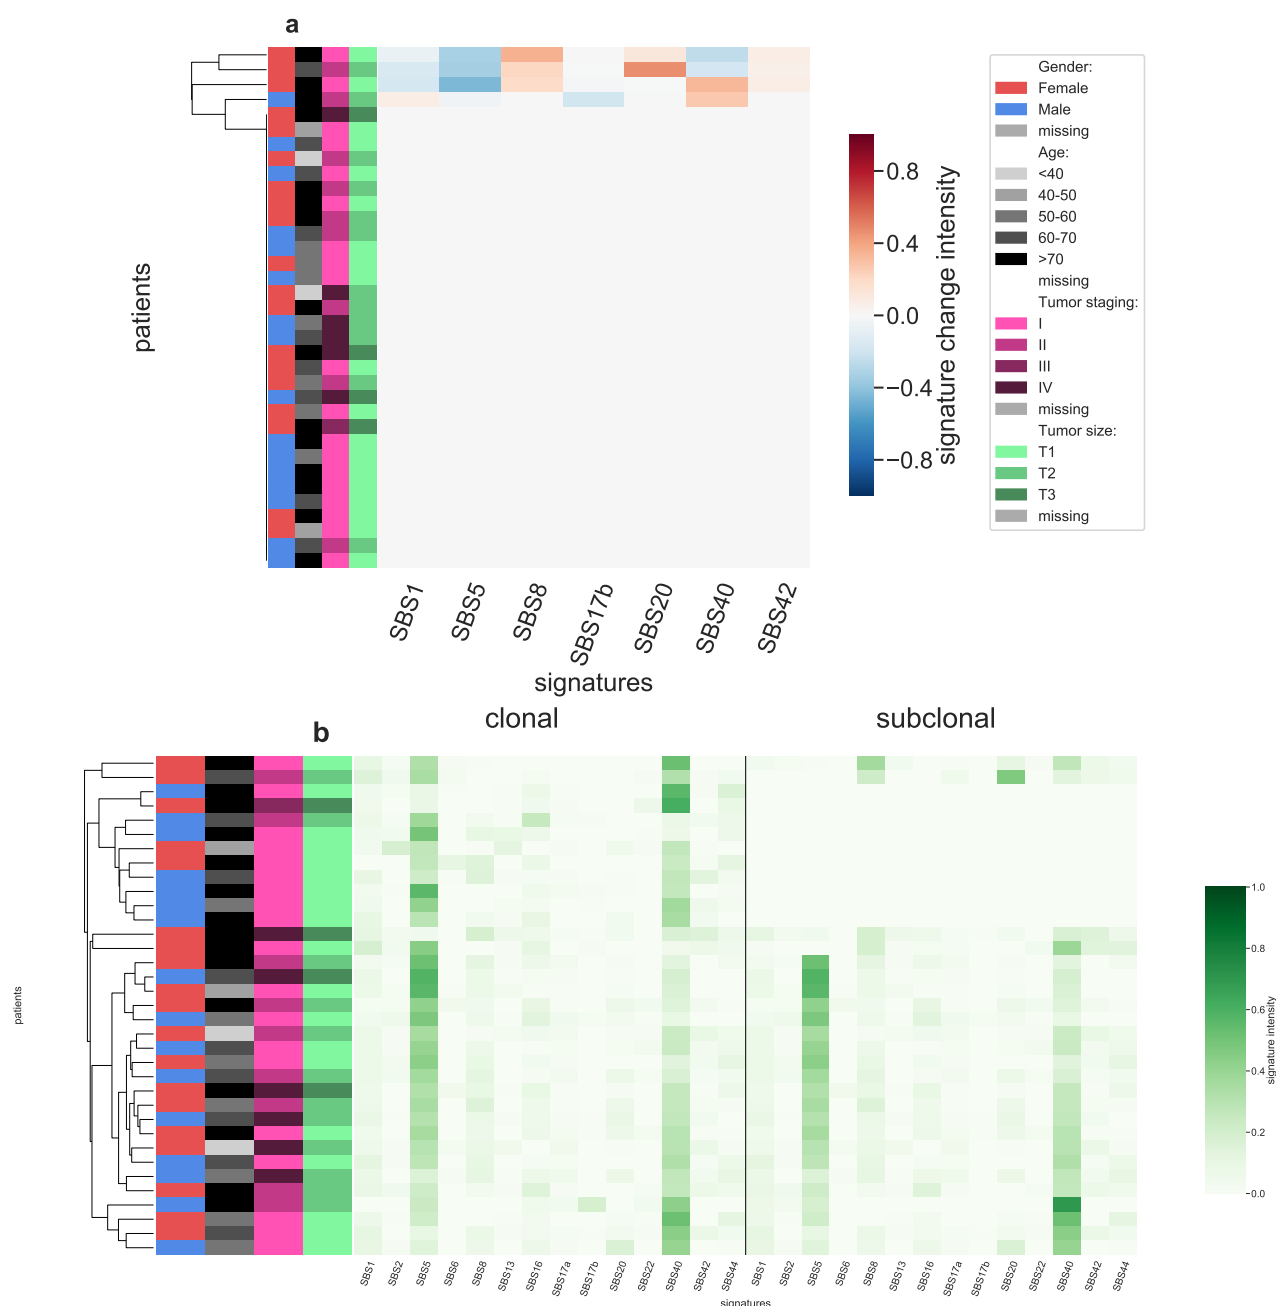 a
patients
SBS1
SBS5
SBS8
SBS17b
SBS20
SBS40
SBS42
signatures
0.8
0.4
0.0
−0.4
−0.8
signature change intensity
Gender:
Female
Male
missing
Age:
<40
40-50
50-60
60-70
>70
missing
Tumor staging:
I
II
III
IV
missing
Tumor size:
T1
T2
T3
missing
b
clonal
subclonal
patients
SBS1
SBS2
SBS5
SBS6
SBS8
SBS13
SBS16
SBS17a
SBS17b
SBS20
SBS22
SBS40
SBS42
SBS44
SBS1
SBS2
SBS5
SBS6
SBS8
SBS13
SBS16
SBS17a
SBS17b
SBS20
SBS22
SBS40
SBS42
SBS44
signatures
1.0
0.8
0.6
0.4
0.2
0.0
signature intensity